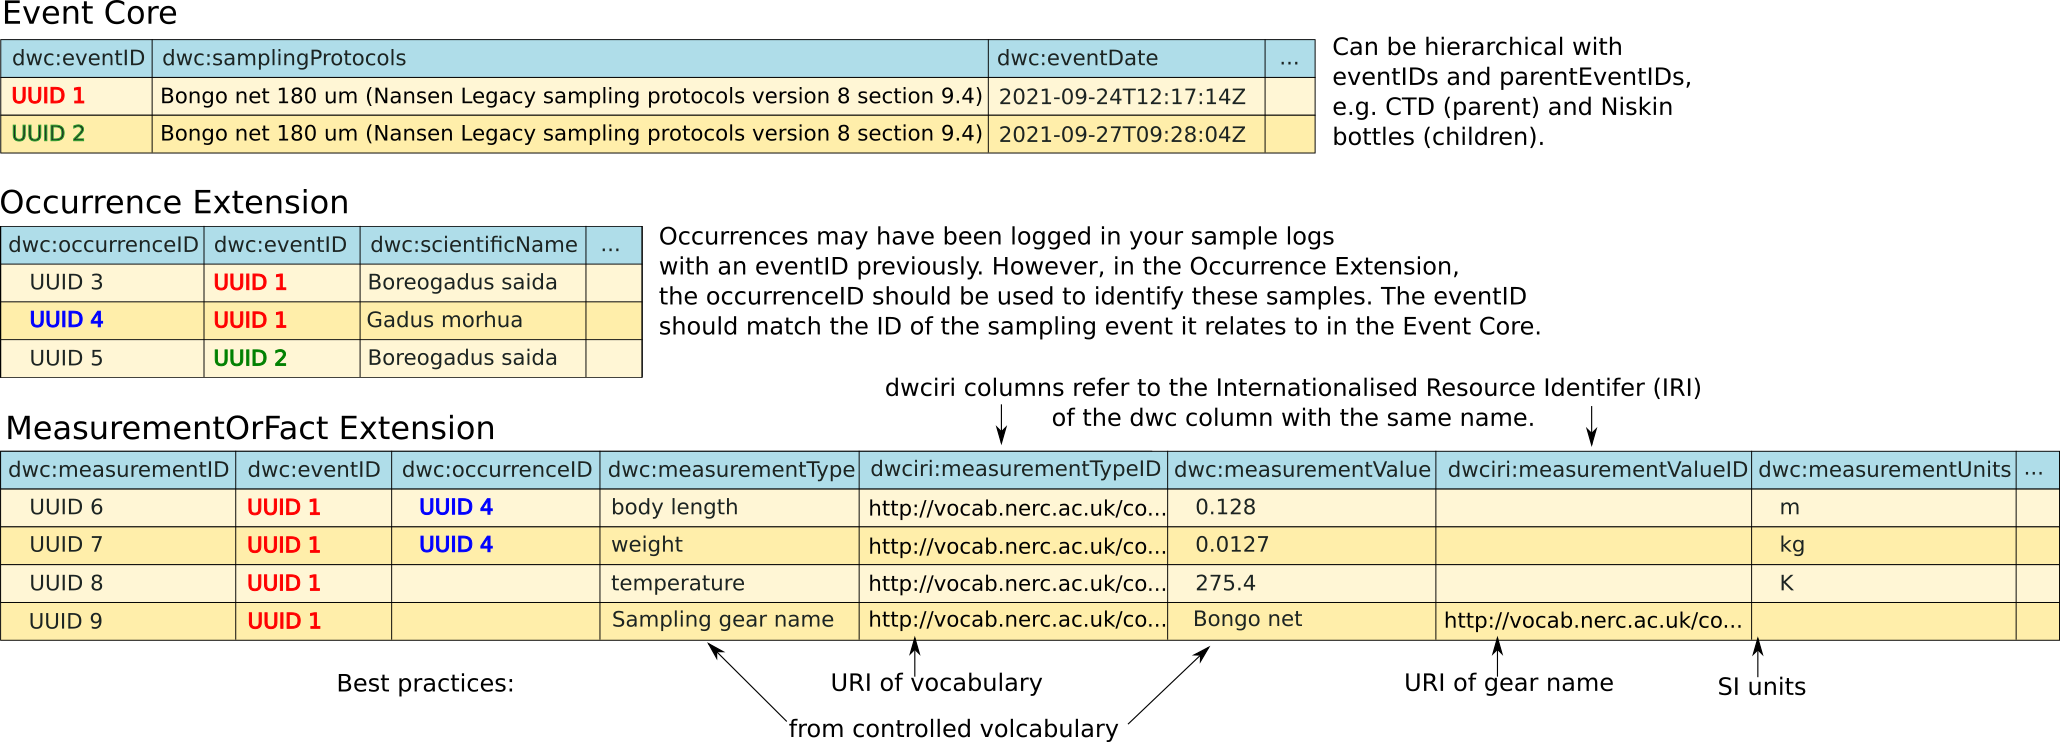 Event Core
dwc:eventID dwc:samplingProtocols dwc:eventDate ...
UUID 1 Bongo net 180 um (Nansen Legacy sampling protocols version 8 section 9.4) 2021-09-24T12:17:14Z
UUID 2 Bongo net 180 um (Nansen Legacy sampling protocols version 8 section 9.4) 2021-09-27T09:28:04Z
Can be hierarchical with
eventIDs and parentEventIDs,
e.g. CTD (parent) and Niskin
bottles (children).
Occurrence Extension
dwc:occurrenceID dwc:eventID dwc:scientificName ...
UUID 3 UUID 1 Boreogadus saida
UUID 4 UUID 1 Gadus morhua
UUID 5 UUID 2 Boreogadus saida
Occurrences may have been logged in your sample logs
with an eventID previously. However, in the Occurrence Extension,
the occurrenceID should be used to identify these samples. The eventID
should match the ID of the sampling event it relates to in the Event Core.
dwciri columns refer to the Internationalised Resource Identifer (IRI)
of the dwc column with the same name.
MeasurementOrFact Extension
dwc:measurementID dwc:eventID dwc:occurrenceID dwc:measurementType dwciri:measurementTypeID dwc:measurementValue dwciri:measurementValueID dwc:measurementUnits ...
UUID 6 UUID 1 UUID 4 body length http://vocab.nerc.ac.uk/co... 0.128 m
UUID 7 UUID 1 UUID 4 weight http://vocab.nerc.ac.uk/co... 0.0127 kg
UUID 8 UUID 1 temperature http://vocab.nerc.ac.uk/co... 275.4 K
UUID 9 UUID 1 Sampling gear name http://vocab.nerc.ac.uk/co... Bongo net http://vocab.nerc.ac.uk/co...
Best practices: URI of vocabulary URI of gear name SI units
from controlled volcabulary